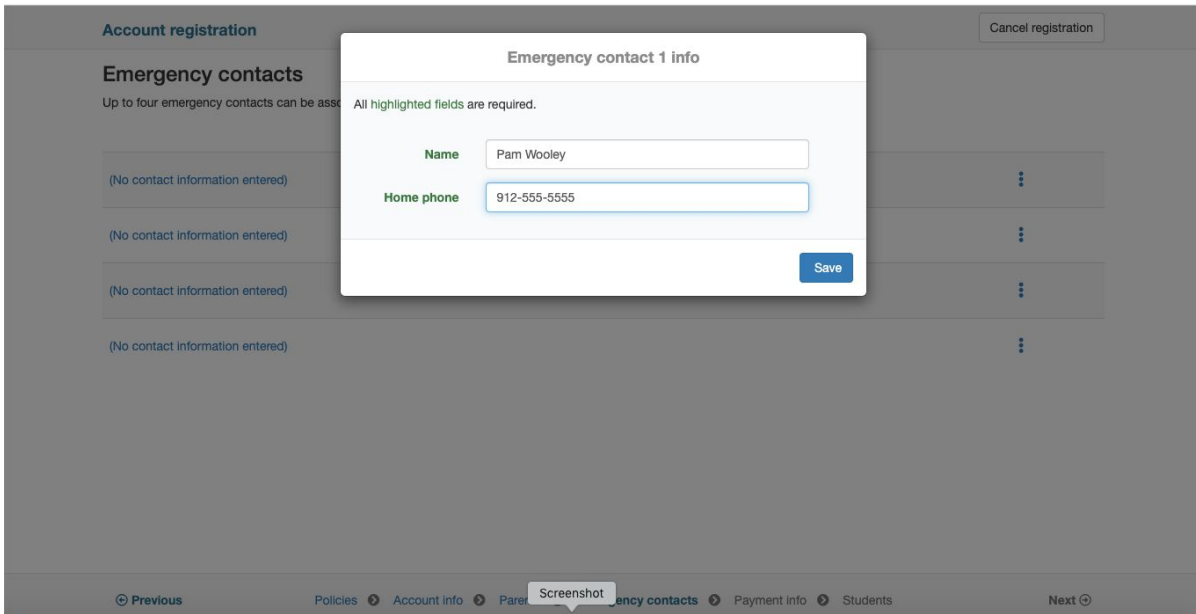 Account registration
Cancel registration
Emergency contact 1 info
Emergency contacts
Up to four emergency contacts can be
All highlighted fields are required.
Name Pam Wooley
(No contact information entered)
Home phone 912-555-5555
(No contact information entered)
Save
(No contact information entered)
(No contact information entered)
Screenshot
Previous Policies Account info contacts Payment info Students Next